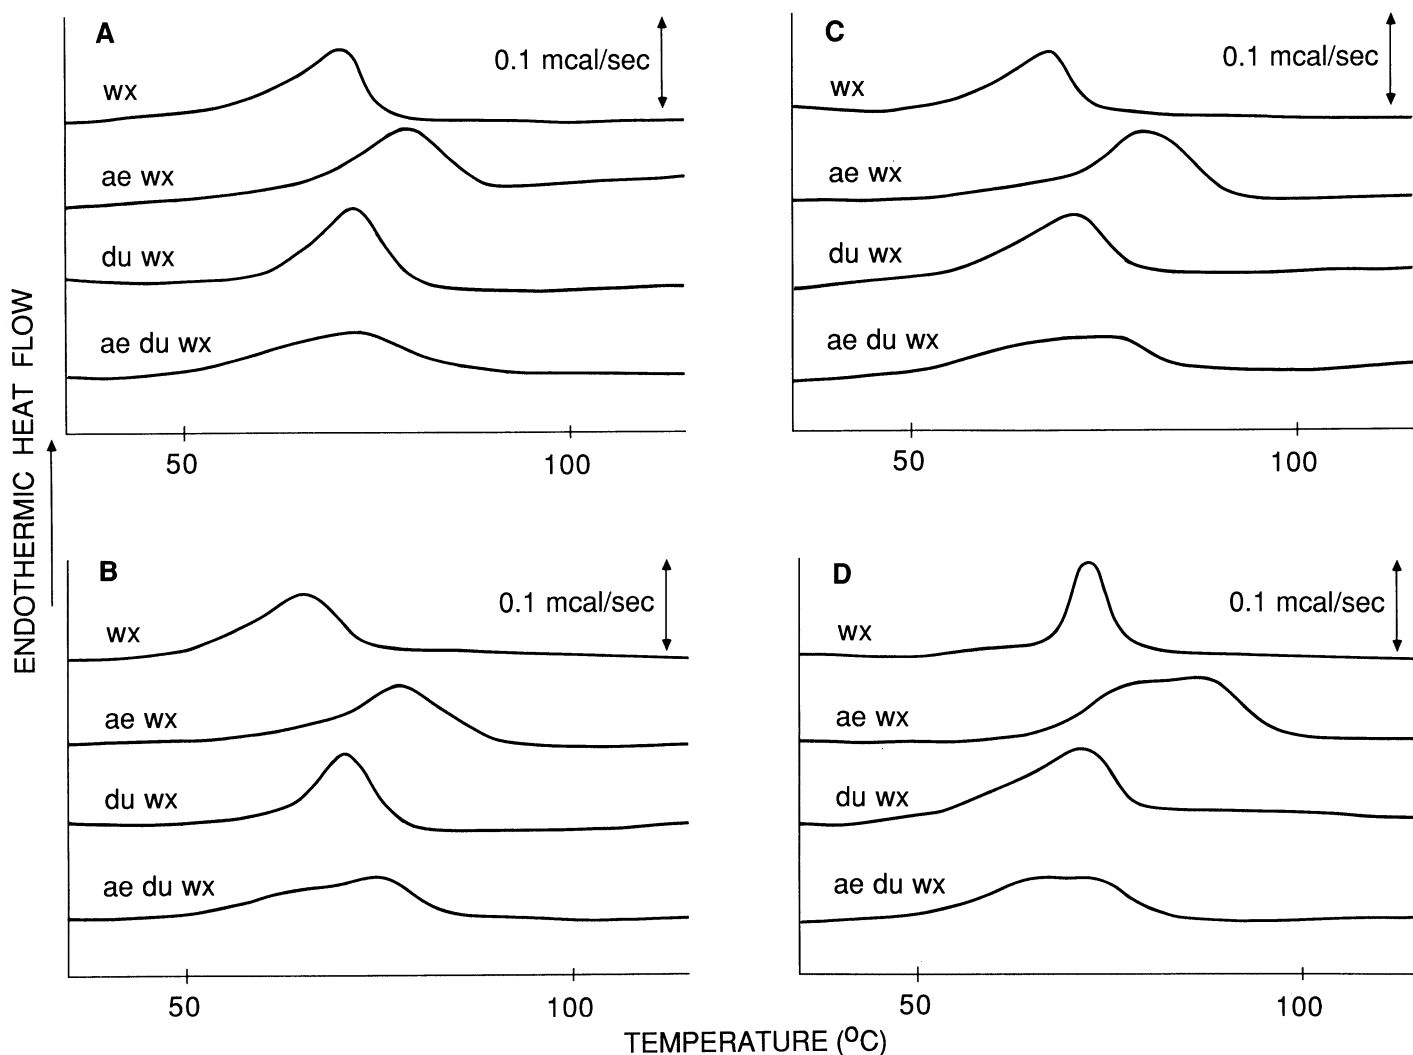 A
0.1 mcal/sec
wx
ae wx
du wx
ae du wx
50
100
C
0.1 mcal/sec
wx
ae wx
du wx
ae du wx
50
100
ENDOTHERMIC HEAT FLOW
B
0.1 mcal/sec
wx
ae wx
du wx
ae du wx
50
100
D
0.1 mcal/sec
wx
ae wx
du wx
ae du wx
50
100
TEMPERATURE (°C)